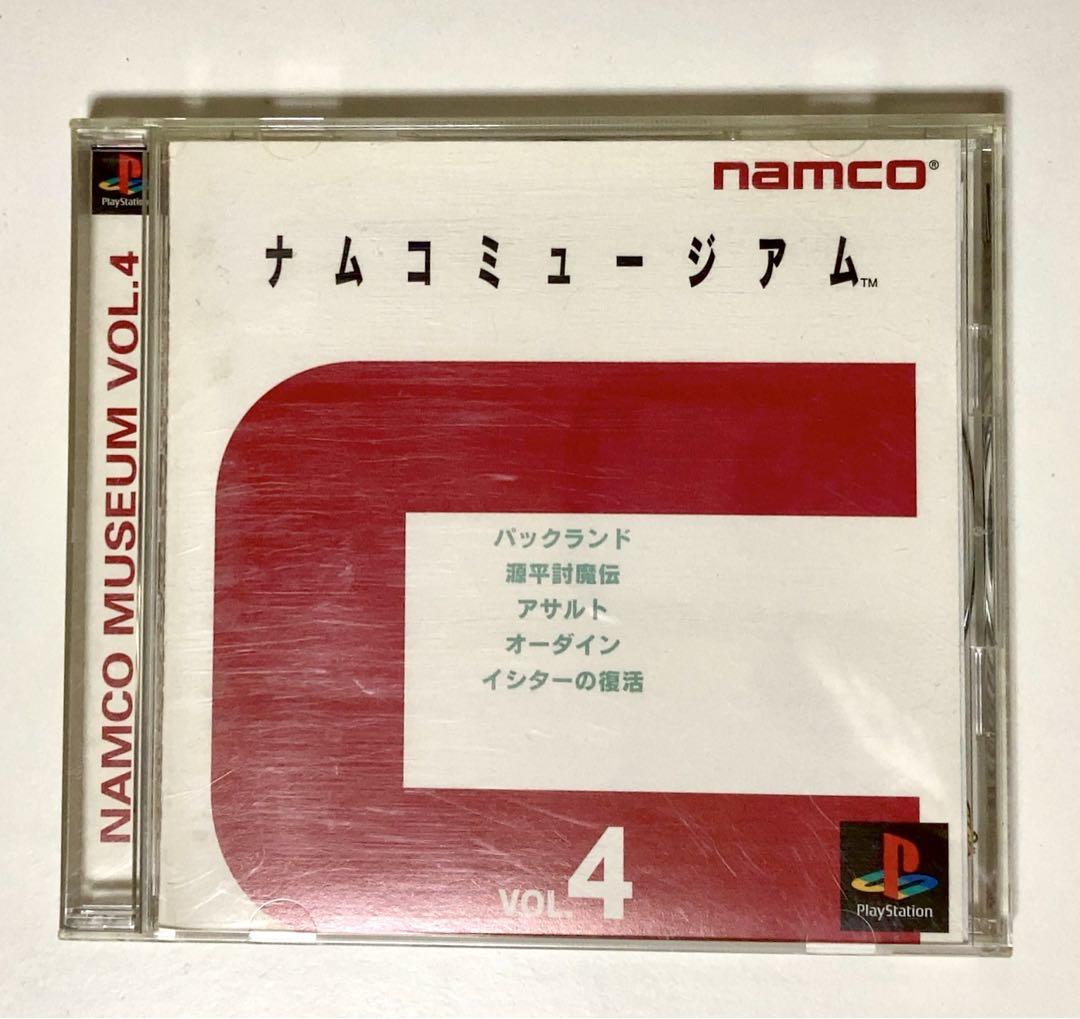 PlayStation
NAMCO MUSEUM VOL.4
namco®
ナムコミュージアム™
パックランド
源平討魔伝
アサルト
オーダイン
イシターの復活
VOL.4
PlayStation